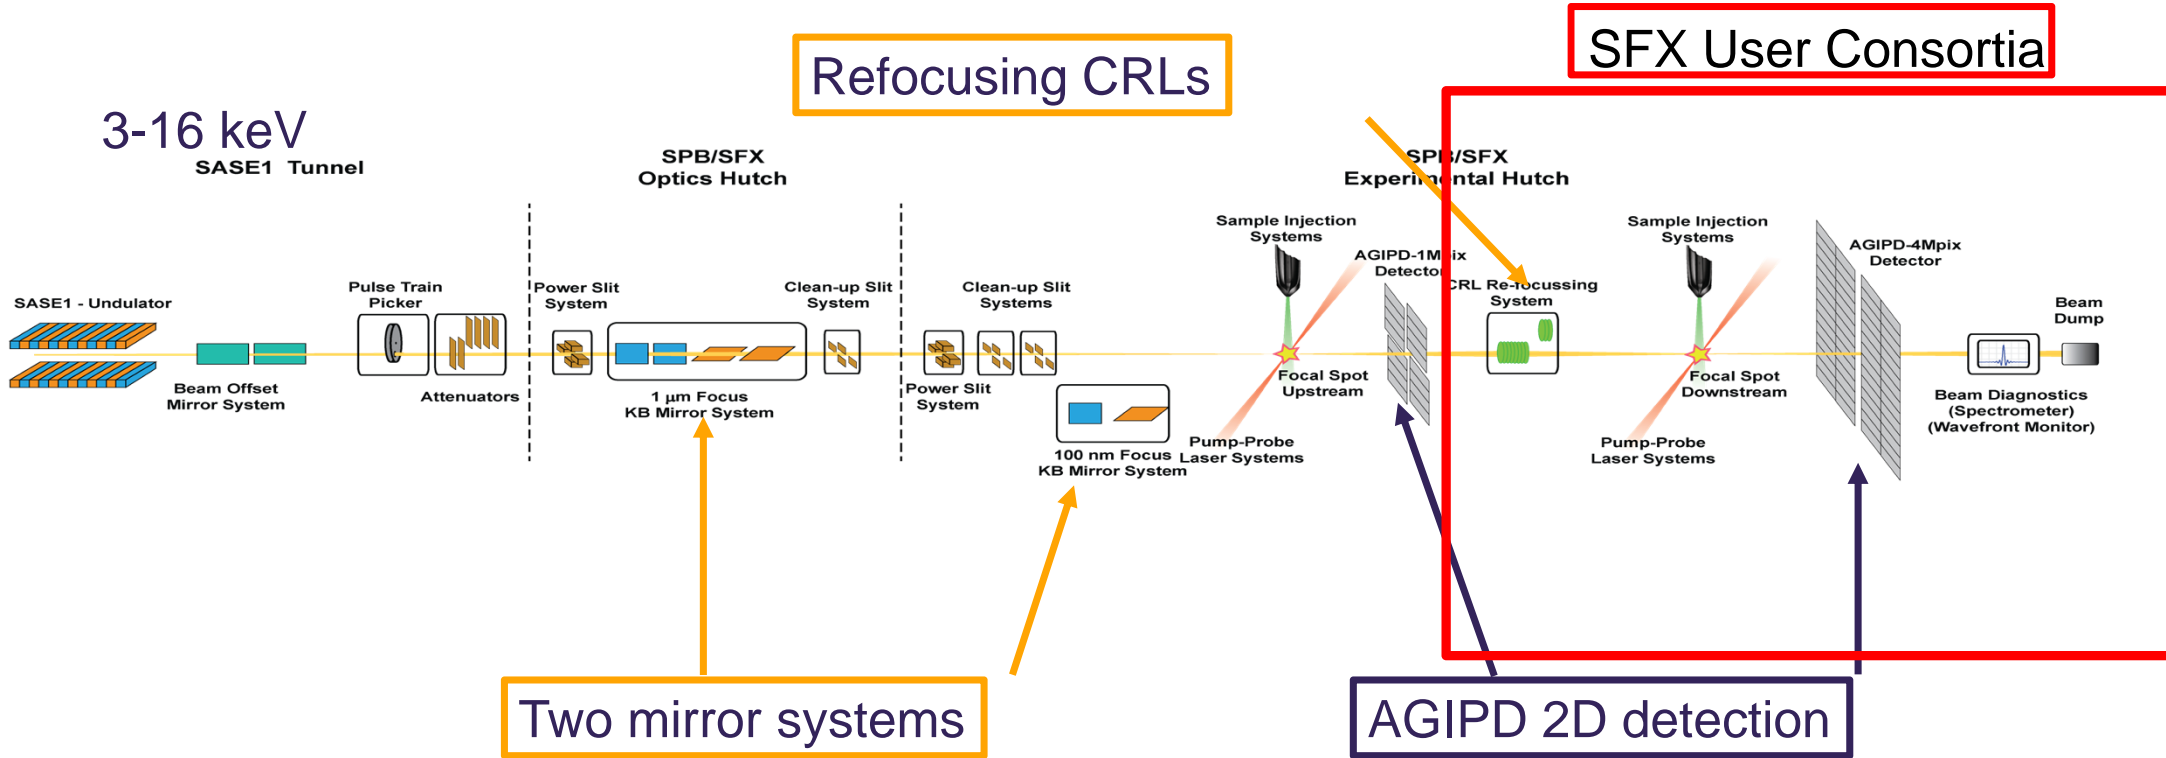 SFX User Consortia
Refocusing CRLs
3-16 keV
SASE1 Tunnel
SPB/SFX
Optics Hutch
SPB/SFX
Experimental Hutch
SASE1 - Undulator
Beam Offset
Mirror System
Pulse Train
Picker
Attenuators
Power Slit
System
1 µm Focus
KB Mirror System
Clean-up Slit
System
Power Slit
System
Clean-up Slit
Systems
100 nm Focus
KB Mirror System
Sample Injection
Systems
Focal Spot
Upstream
Pump-Probe
Laser Systems
AGIPD-1Mpix
Detector
CRL Re-focussing
System
Sample Injection
Systems
Focal Spot
Downstream
Pump-Probe
Laser Systems
AGIPD-4Mpix
Detector
Beam Diagnostics
(Spectrometer)
(Wavefront Monitor)
Beam
Dump
Two mirror systems
AGIPD 2D detection